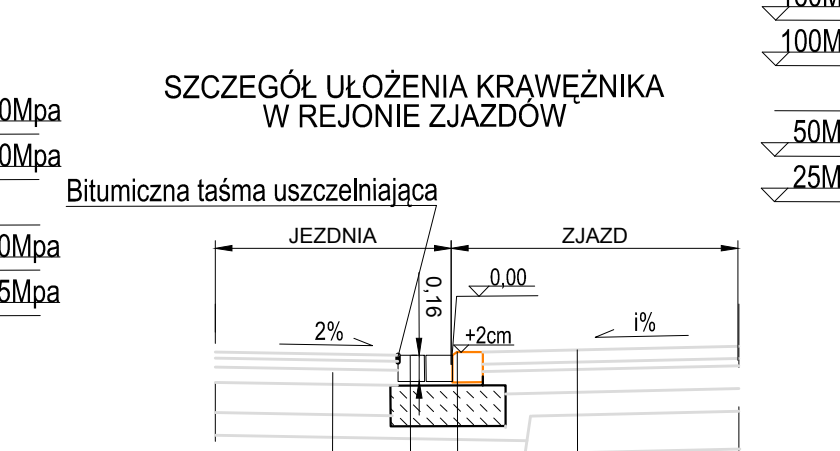 100M
SZCZEGÓŁ UŁOŻENIA KRAWĘŻNIKA
W REJONIE ZJAZDÓW
0Mpa
0Mpa
50M
25M
Bitumiczna taśma uszczelniająca
JEZDNIA
ZJAZD
0Mpa
5Mpa
0,16
0,00
2%
+2cm
i%